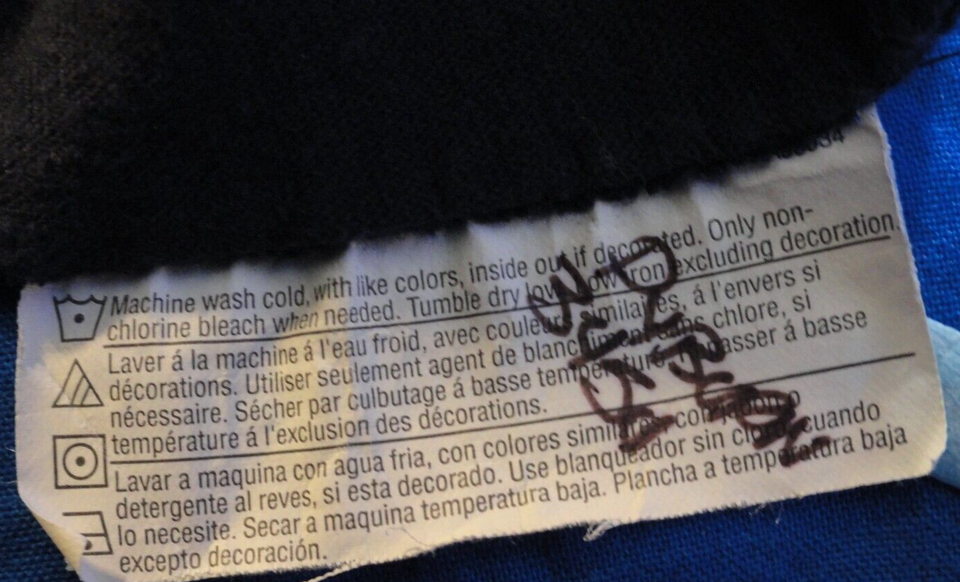 Machine wash cold, with like colors, inside out if decorated. Only non-
chlorine bleach when needed. Tumble dry low. Low iron excluding decoration.
Laver á la machine á l'eau froid, avec couleurs similaires, á l'envers si
décorations. Utiliser seulement agent de blanchiment sans chlore, si
nécessaire. Sécher par culbutage á basse température. Repasser á basse
température á l'exclusion des décorations.
Lavar a maquina con agua fria, con colores similares con jabon o
detergente al reves, si esta decorado. Use blanqueador sin cloro cuando
lo necesite. Secar a maquina temperatura baja. Plancha a temperatura baja
excepto decoración.